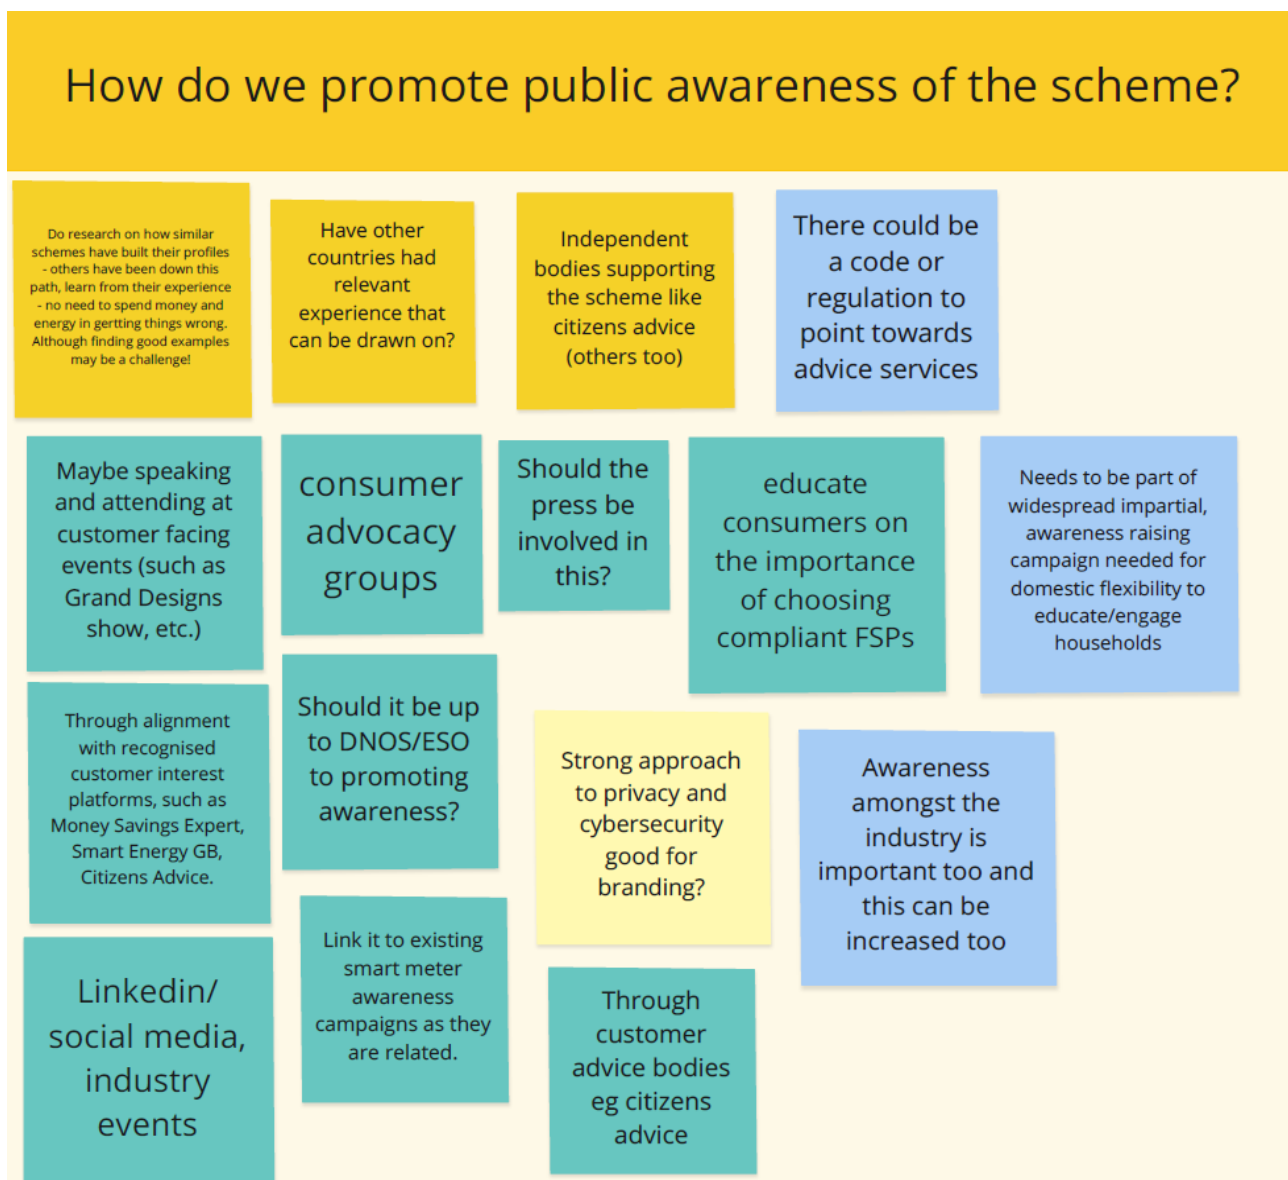 How do we promote public awareness of the scheme?
Do research on how similar
schemes have built their profiles
- others have been down this
path, learn from their experience
- no need to spend money and
energy in gertting things wrong.
Although finding good examples
may be a challenge!
Have other
countries had
relevant
experience that
can be drawn on?
Independent
bodies supporting
the scheme like
citizens advice
(others too)
There could be
a code or
regulation to
point towards
advice services
Maybe speaking
and attending at
customer facing
events (such as
Grand Designs
show, etc.)
consumer
advocacy
groups
Should the
press be
involved in
this?
educate
consumers on
the importance
of choosing
compliant FSPs
Needs to be part of
widespread impartial,
awareness raising
campaign needed for
domestic flexibility to
educate/engage
households
Through alignment
with recognised
customer interest
platforms, such as
Money Savings Expert,
Smart Energy GB,
Citizens Advice.
Should it be up
to DNOS/ESO
to promoting
awareness?
Strong approach
to privacy and
cybersecurity
good for
branding?
Awareness
amongst the
industry is
important too and
this can be
increased too
Linkedin/
social media,
industry
events
Link it to existing
smart meter
awareness
campaigns as they
are related.
Through
customer
advice bodies
eg citizens
advice